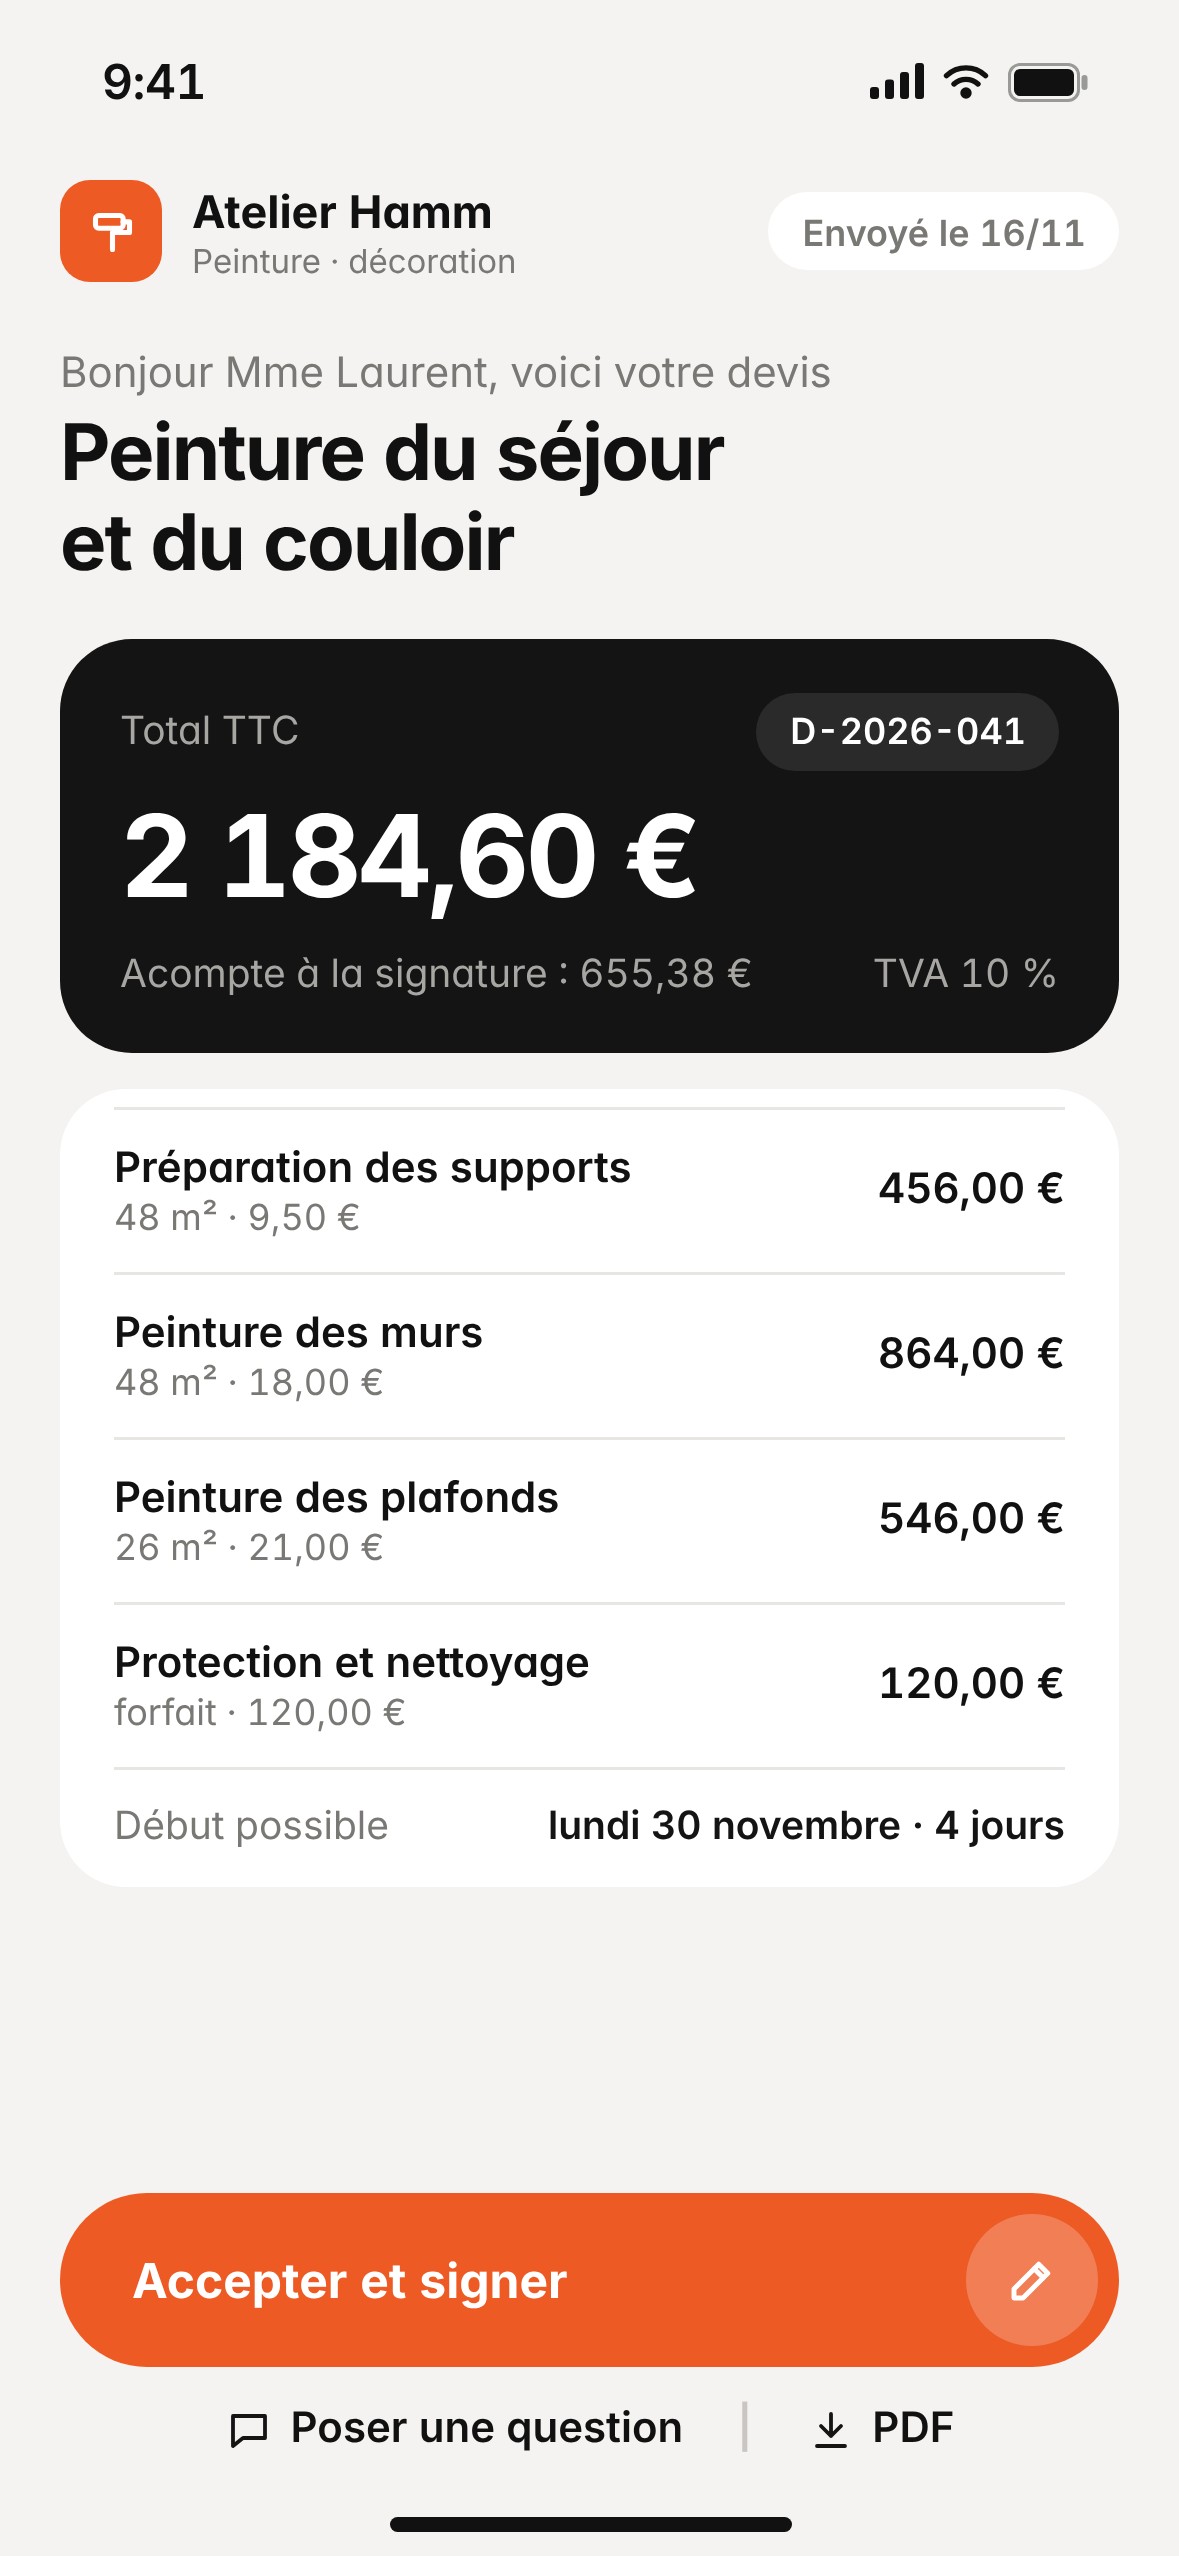 9:41
Atelier Hamm
Peinture · décoration
Envoyé le 16/11
Bonjour Mme Laurent, voici votre devis
Peinture du séjour
et du couloir
Total TTC
D-2026-041
2 184,60 €
Acompte à la signature : 655,38 €
TVA 10 %
Préparation des supports
48 m² · 9,50 €
456,00 €
Peinture des murs
48 m² · 18,00 €
864,00 €
Peinture des plafonds
26 m² · 21,00 €
546,00 €
Protection et nettoyage
forfait · 120,00 €
120,00 €
Début possible
lundi 30 novembre · 4 jours
Accepter et signer
Poser une question
PDF